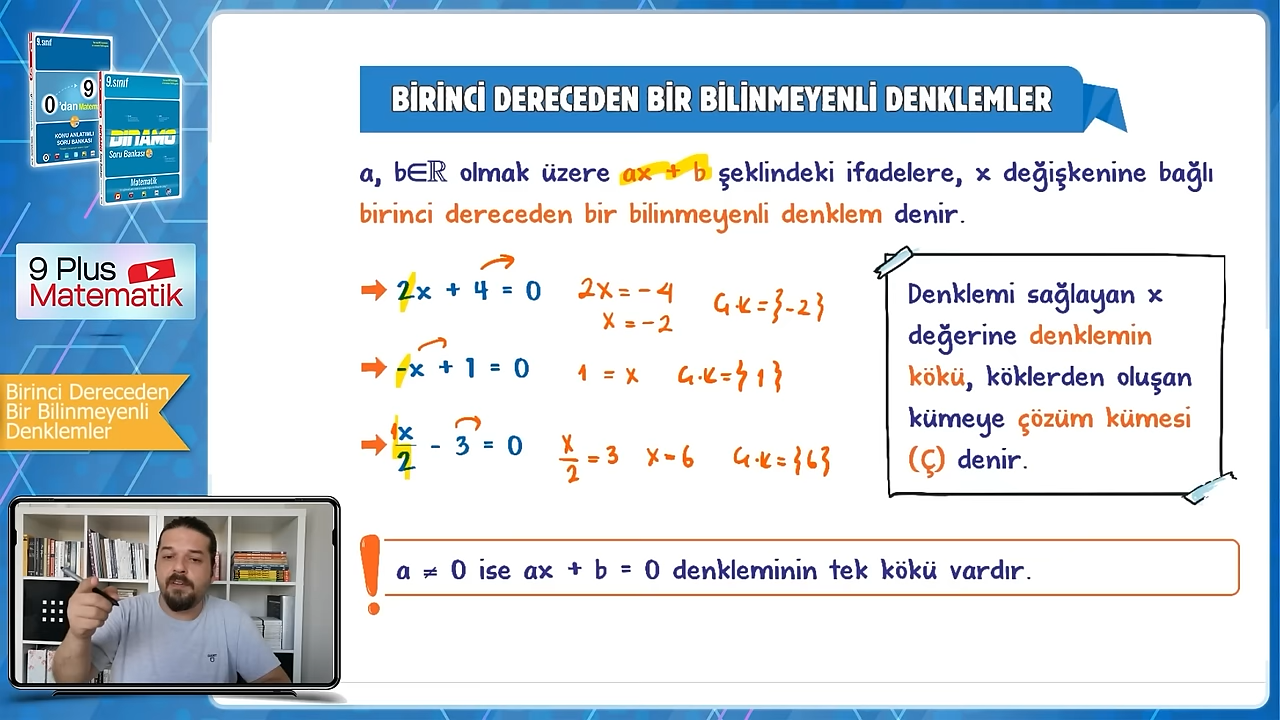 9.sınıf
0'dan 9
Matem
KONU ANLATIMLI
SORU BANKASI
9.sınıf
DİNAMO
Soru Bankası
Matematik
9 Plus
Matematik
Birinci Dereceden
Bir Bilinmeyenli
Denklemler
BİRİNCİ DERECEDEN BİR BİLİNMEYENLİ DENKLEMLER
a, b∈ℝ olmak üzere ax + b şeklindeki ifadelere, x değişkenine bağlı
birinci dereceden bir bilinmeyenli denklem denir.
2x + 4 = 0 2x = -4 Ç.K={-2}
x = -2
-x + 1 = 0 1 = x Ç.K={1}
1x/2 - 3 = 0 x/2 = 3 x=6 Ç.K={6}
Denklemi sağlayan x
değerine denklemin
kökü, köklerden oluşan
kümeye çözüm kümesi
(Ç) denir.
! a ≠ 0 ise ax + b = 0 denkleminin tek kökü vardır.